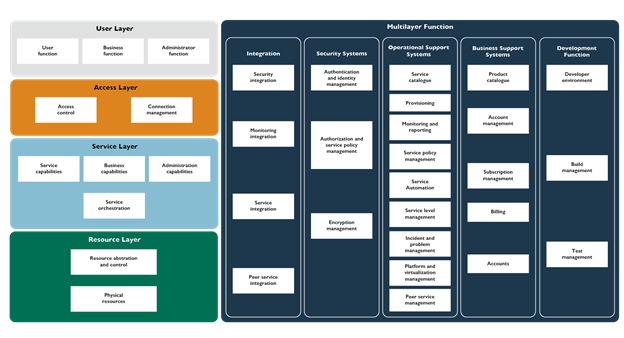 User Layer
User
function
Business
function
Administrator
function
Access Layer
Access
control
Connection
management
Service Layer
Service
capabilities
Business
capabilities
Administration
capabilities
Service
orchestration
Resource Layer
Resource abstration
and control
Physical
resources
Multilayer Function
Integration
Security
integration
Monitoring
integration
Service
integration
Peer service
integration
Security Systems
Authentication
and identity
management
Authorization and
service policy
management
Encryption
management
Operational Support
Systems
Service
catalogue
Provisioning
Monitoring and
reporting
Service policy
management
Service
Automation
Service level
management
Incident and
problem
management
Platform and
virtualization
management
Peer service
management
Business Support
Systems
Product
catalogue
Account
management
Subscription
management
Billing
Accounts
Development
Function
Developer
environment
Build
management
Test
management